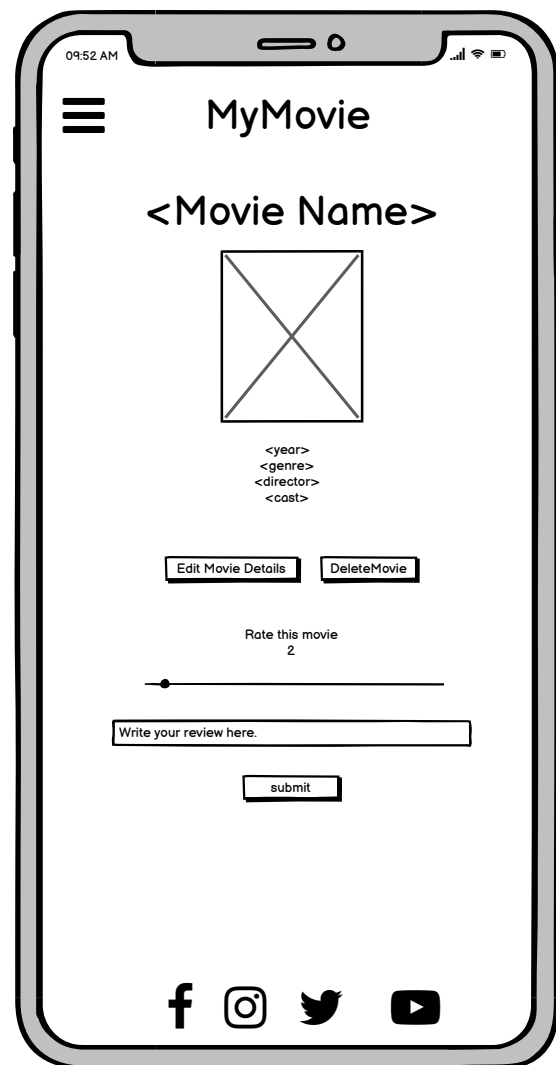 09:52 AM
MyMovie
<Movie Name>
<year>
<genre>
<director>
<cast>
Edit Movie Details
DeleteMovie
Rate this movie
2
Write your review here.
submit